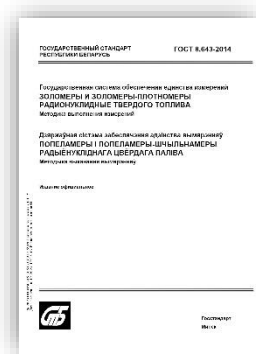 ГОСУДАРСТВЕННЫЙ СТАНДАРТ
РЕСПУБЛИКИ БЕЛАРУСЬ
ГОСТ 8.643-2014
Государственная система обеспечения единства измерений
ЗОЛОМЕРЫ И ЗОЛОМЕРЫ-ПЛОТНОМЕРЫ
РАДИОНУКЛИДНЫЕ ТВЕРДОГО ТОПЛИВА
Методика выполнения измерений
Дзяржаўная сістэма забеспячэння адзінства вымярэнняў
ПОПЕЛАМЕРЫ І ПОПЕЛАМЕРЫ-ШЧЫЛЬНАМЕРЫ
РАДЫЁНУКЛІДНАГА ЦВЁРДАГА ПАЛІВА
Методыка выканання вымярэнняў
Издание официальное
СТБ
Госстандарт
Минск